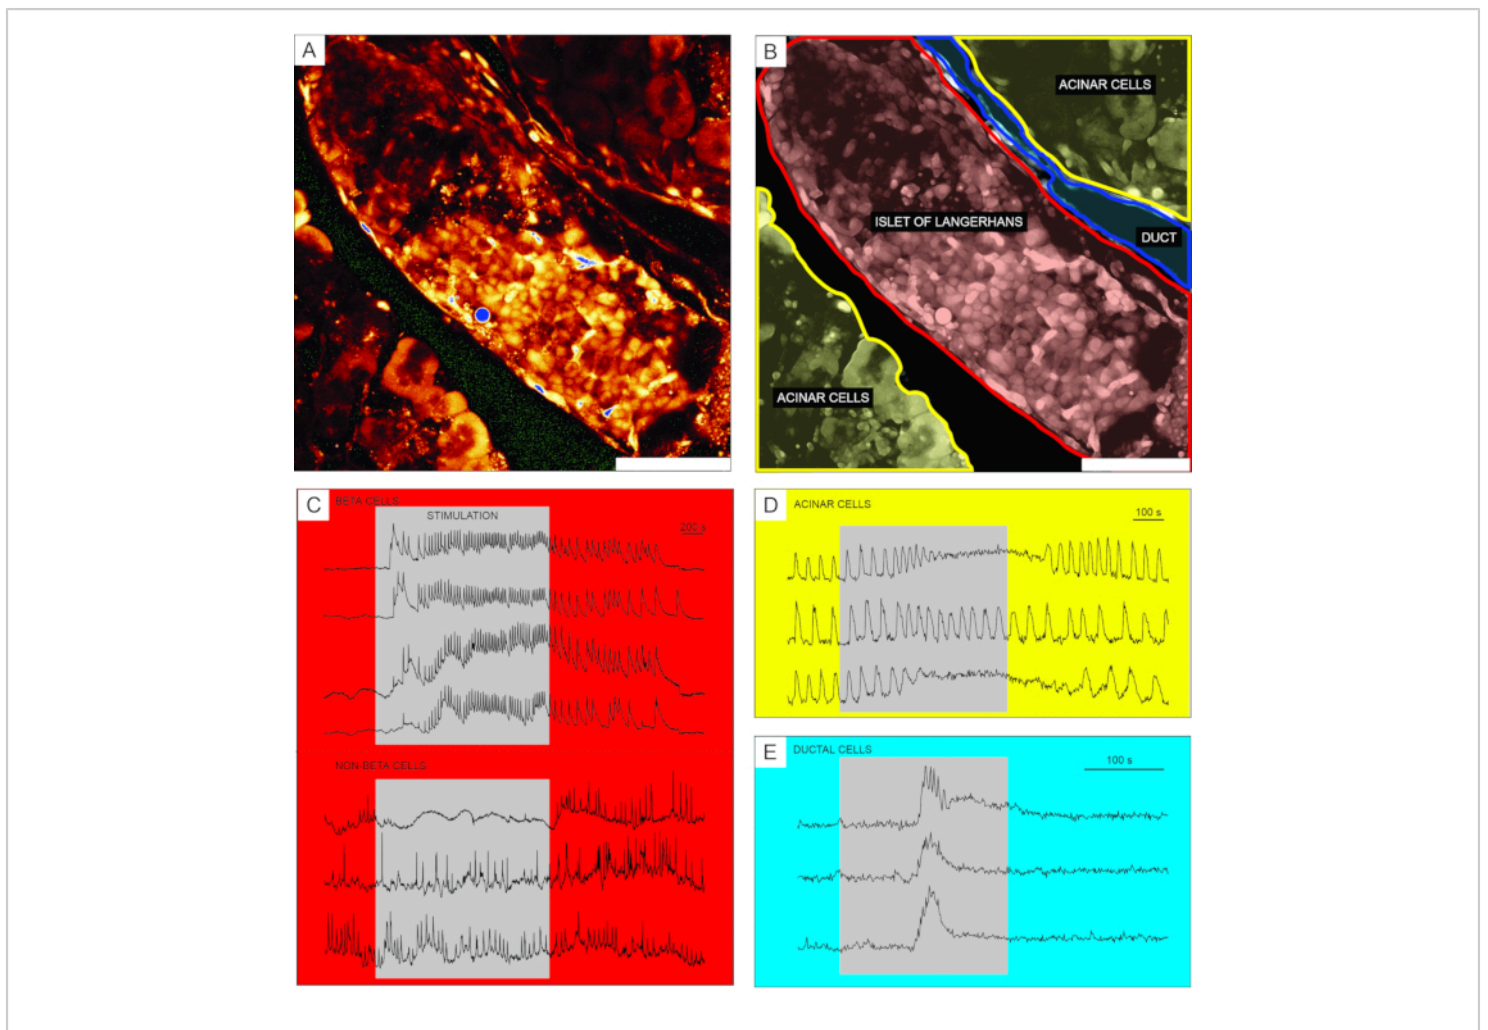 A
B
ACINAR CELLS
ISLET OF LANGERHANS
DUCT
ACINAR CELLS
C
BETA CELLS
STIMULATION
200 s
NON-BETA CELLS
D
ACINAR CELLS
100 s
E
DUCTAL CELLS
100 s